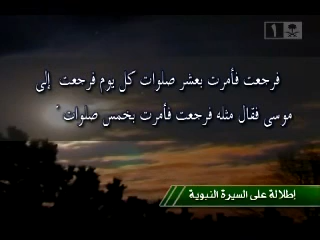 ١
فرجعت فأمرت بعشر صلوات كل يوم فرجعت إلى
موسى فقال مثله فرجعت فأمرت بخمس صلوات "
إطلالة على السيرة النبوية